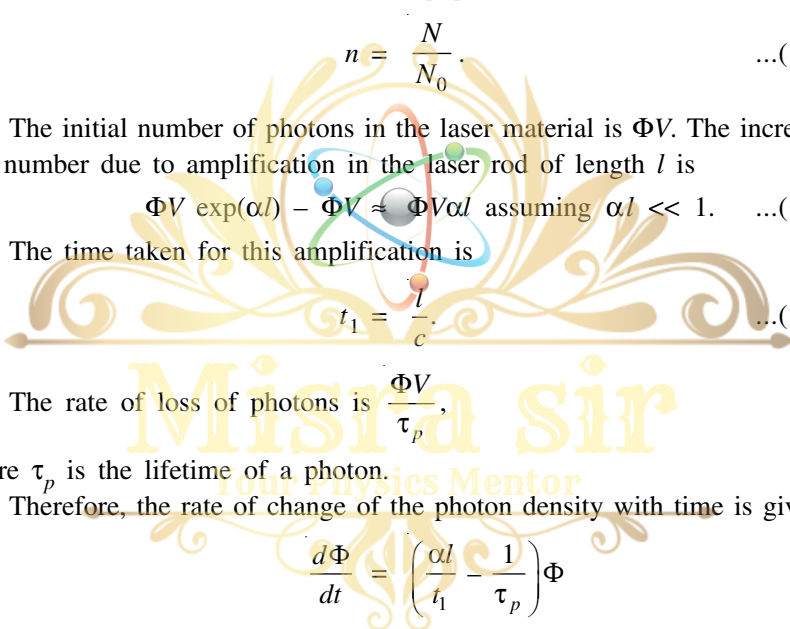 n = N/N₀. ...(
The initial number of photons in the laser material is ΦV. The incre
number due to amplification in the laser rod of length l is
ΦV exp(αl) – ΦV ≈ ΦVαl assuming αl << 1. ...(
The time taken for this amplification is
t₁ = l/c. ...(
Misra sir
The rate of loss of photons is ΦV/τₚ,
re τₚ is the lifetime of a photon.
Your Physics Mentor
Therefore, the rate of change of the photon density with time is giv
dΦ/dt = (αl/t₁ – 1/τₚ)Φ